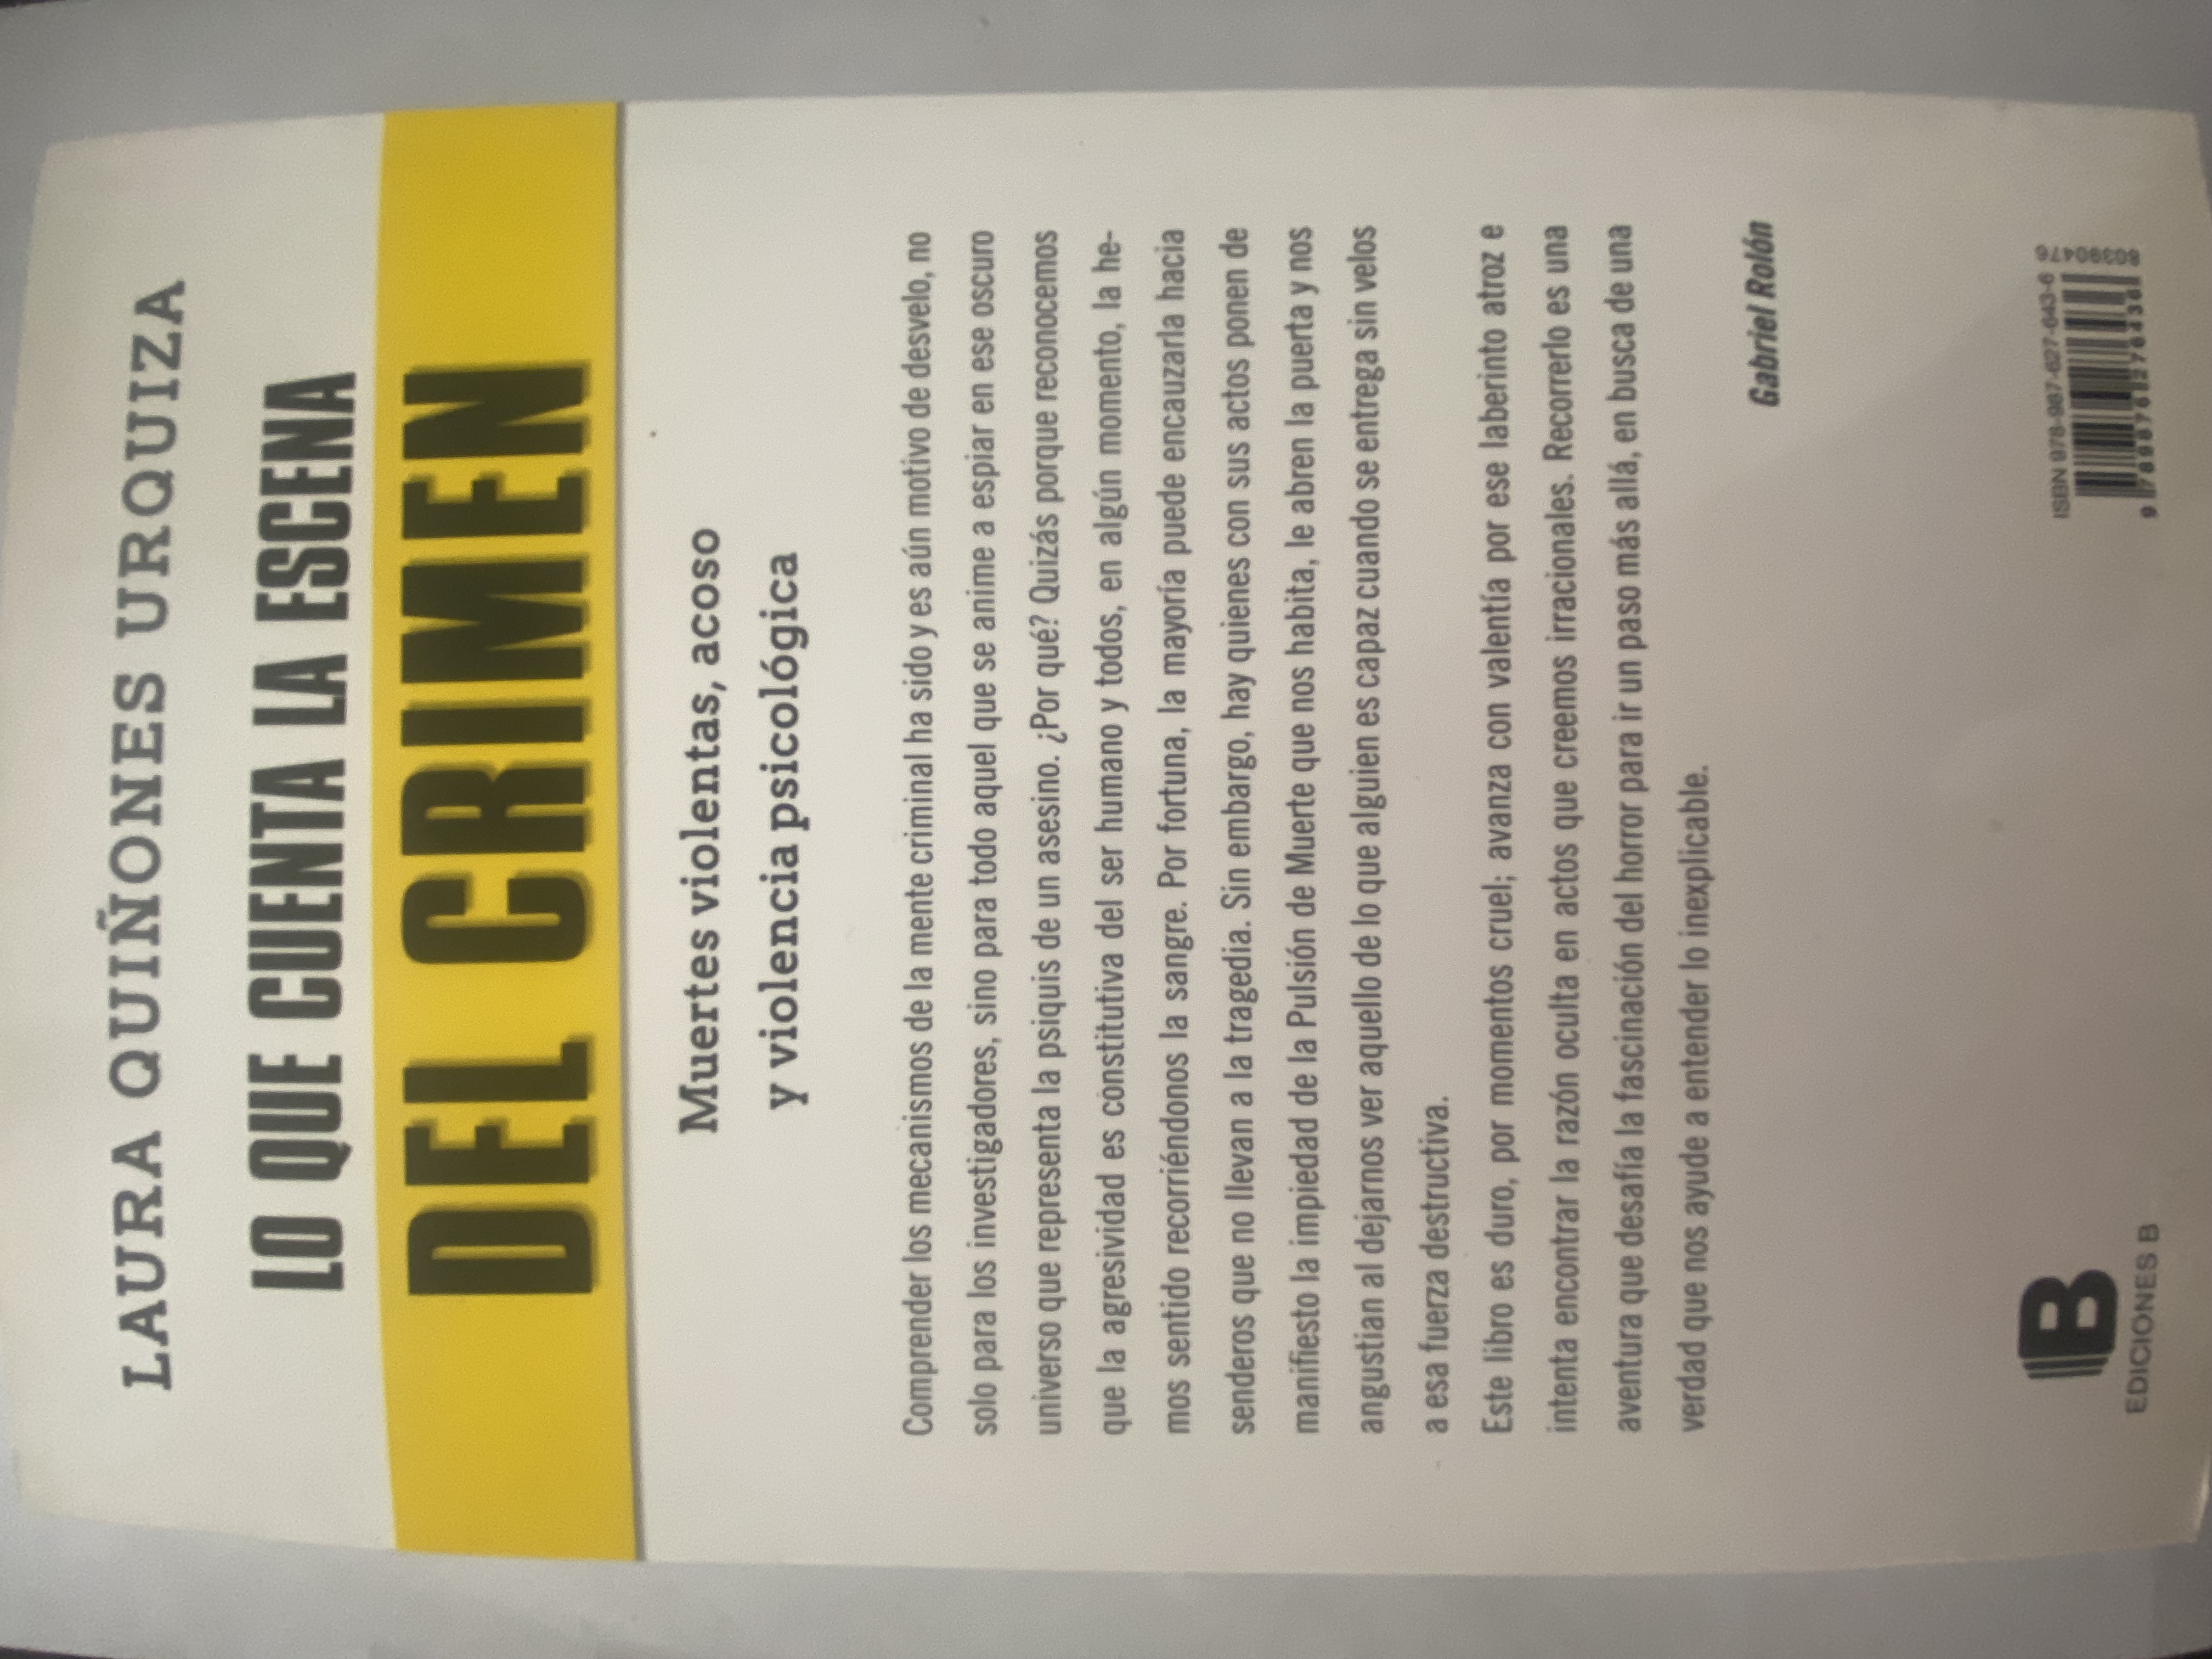 LAURA QUIÑONES URQUIZA
LO QUE CUENTA LA ESCENA
DEL CRIMEN
Muertes violentas, acoso
y violencia psicológica
Comprender los mecanismos de la mente criminal ha sido y es aún motivo de desvelo, no
solo para los investigadores, sino para todo aquel que se anime a espiar en ese oscuro
universo que representa la psiquis de un asesino. ¿Por qué? Quizás porque reconocemos
que la agresividad es constitutiva del ser humano y todos, en algún momento, la he-
mos sentido recorriéndonos la sangre. Por fortuna, la mayoría puede encauzarla hacia
senderos que no llevan a la tragedia. Sin embargo, hay quienes con sus actos ponen de
manifiesto la impiedad de la Pulsión de Muerte que nos habita, le abren la puerta y nos
angustian al dejarnos ver aquello de lo que alguien es capaz cuando se entrega sin velos
a esa fuerza destructiva.
Este libro es duro, por momentos cruel; avanza con valentía por ese laberinto atroz e
intenta encontrar la razón oculta en actos que creemos irracionales. Recorrerlo es una
aventura que desafía la fascinación del horror para ir un paso más allá, en busca de una
verdad que nos ayude a entender lo inexplicable.
Gabriel Rolón
B
EDICIONES B
ISBN 978-987-627-643-6
9 789876 276436
80390476